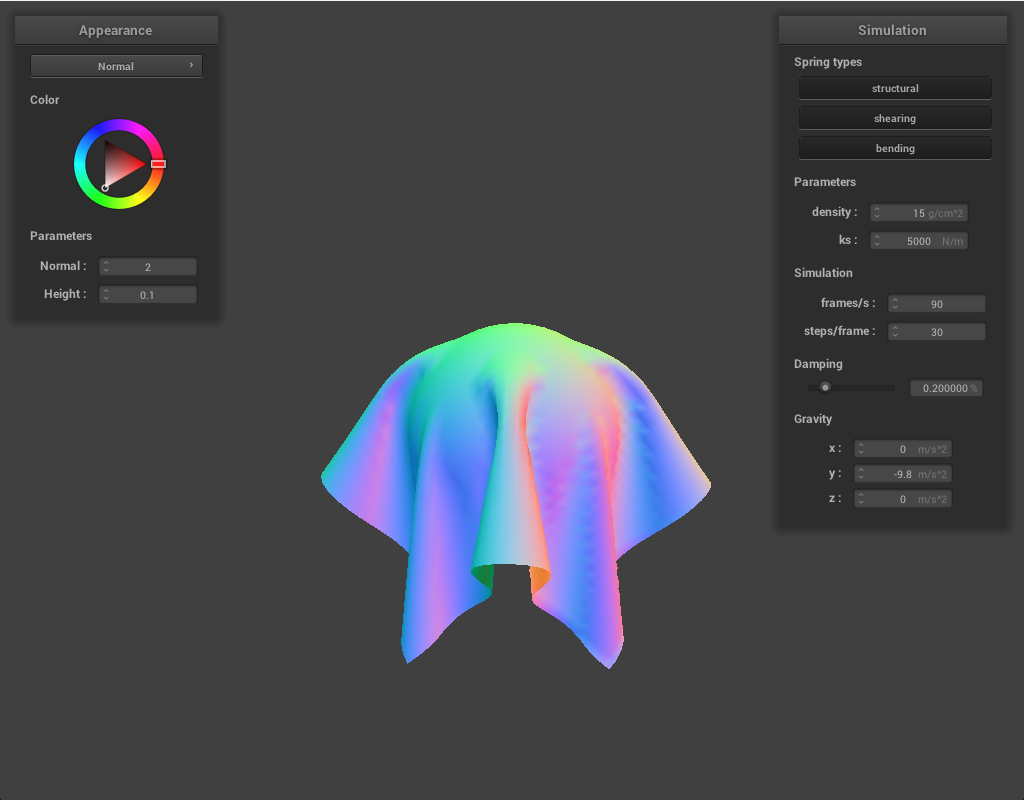 Appearance
Normal
Color
Parameters
Normal : 2
Height : 0.1
Simulation
Spring types
structural
shearing
bending
Parameters
density : 15 g/cm^2
ks : 5000 N/m
Simulation
frames/s : 90
steps/frame : 30
Damping
0.200000 %
Gravity
x : 0 m/s^2
y : -9.8 m/s^2
z : 0 m/s^2